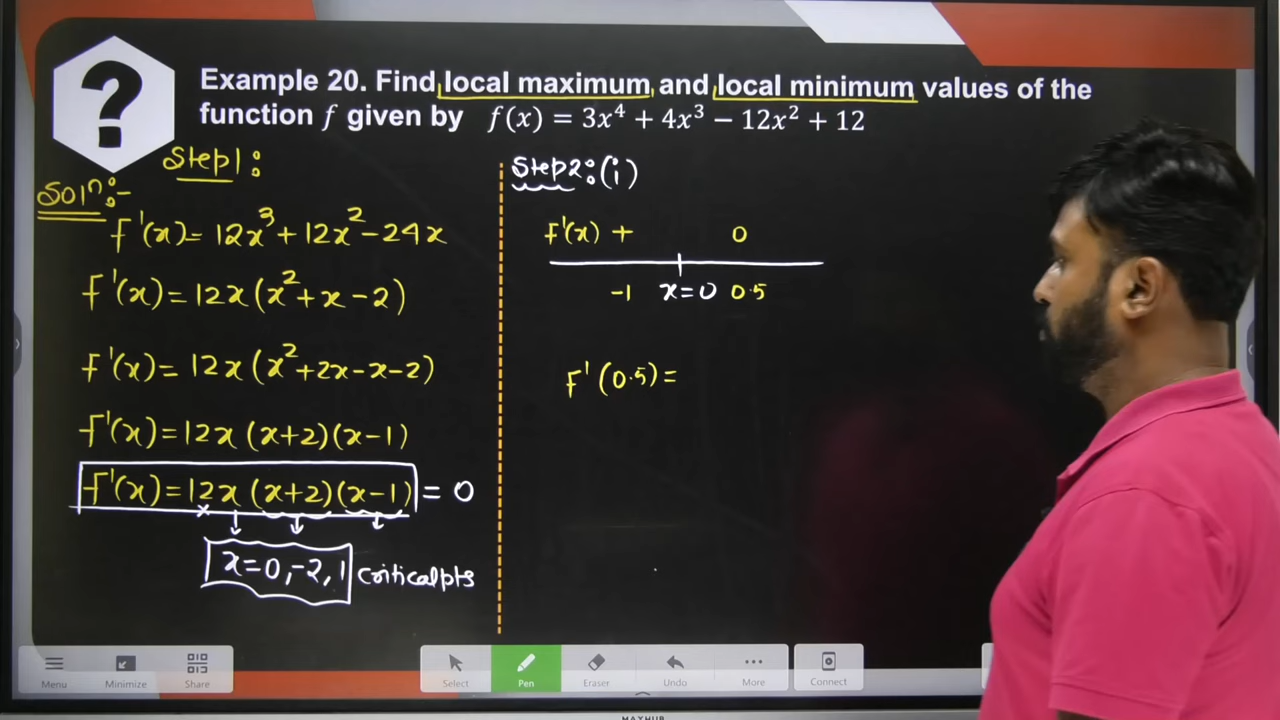 ?
Example 20. Find local maximum and local minimum values of the
function f given by f(x) = 3x⁴ + 4x³ − 12x² + 12
Step1:
Solⁿ:-
f'(x)=12x³+12x²-24x
f'(x)=12x(x²+x-2)
f'(x)=12x(x²+2x-x-2)
f'(x)=12x(x+2)(x-1)
f'(x)=12x(x+2)(x-1)=0
x=0,-2,1 critical pts
Step2:(i)
f'(x) + 0
-1 x=0 0.5
f'(0.5)=
Menu Minimize Share Select Pen Eraser Undo More Connect
MAXHUB